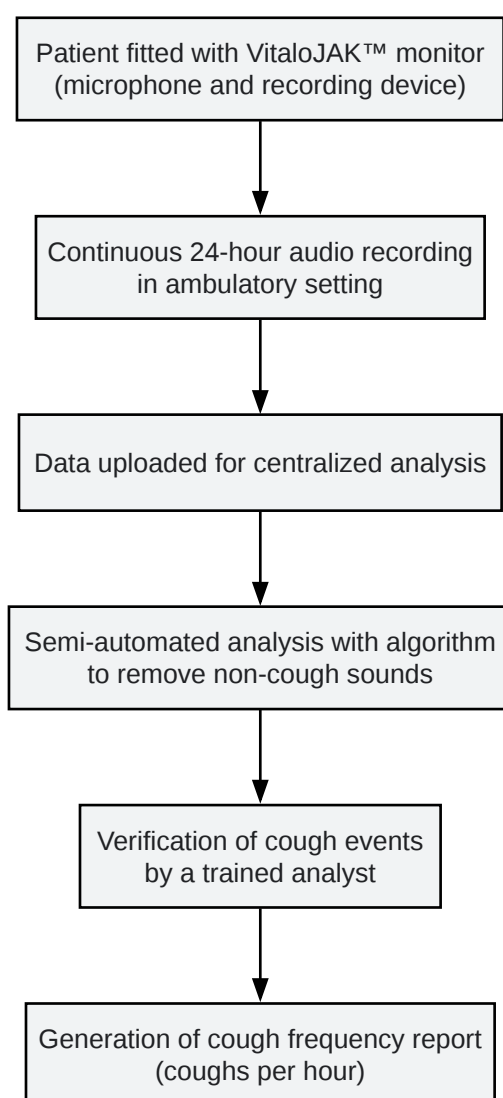 Patient fitted with VitaloJAK™ monitor
(microphone and recording device)
Continuous 24-hour audio recording
in ambulatory setting
Data uploaded for centralized analysis
Semi-automated analysis with algorithm
to remove non-cough sounds
Verification of cough events
by a trained analyst
Generation of cough frequency report
(coughs per hour)